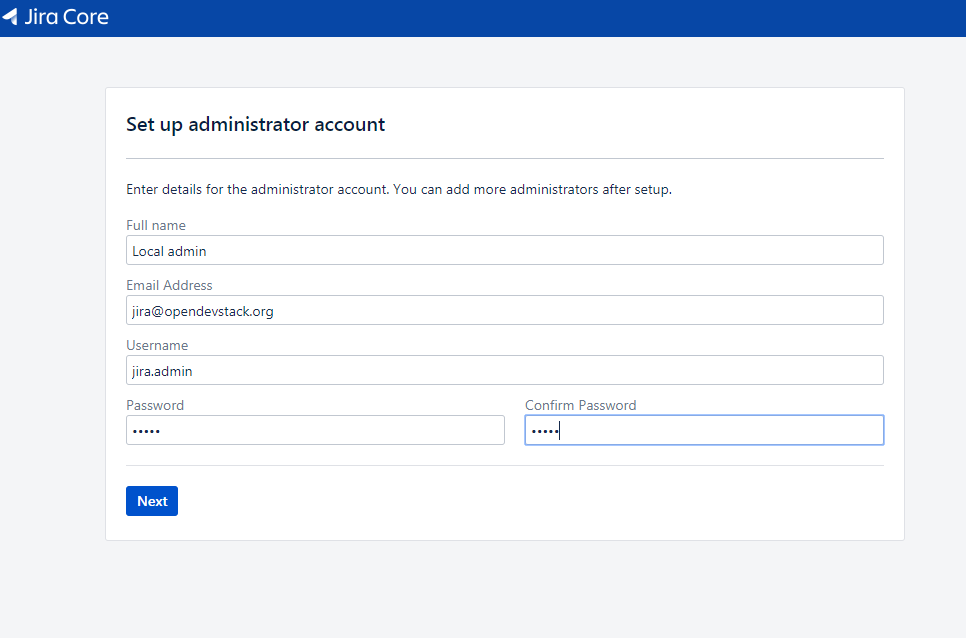 Jira Core
Set up administrator account
Enter details for the administrator account. You can add more administrators after setup.
Full name
Local admin
Email Address
jira@opendevstack.org
Username
jira.admin
Password Confirm Password
••••• •••••
Next